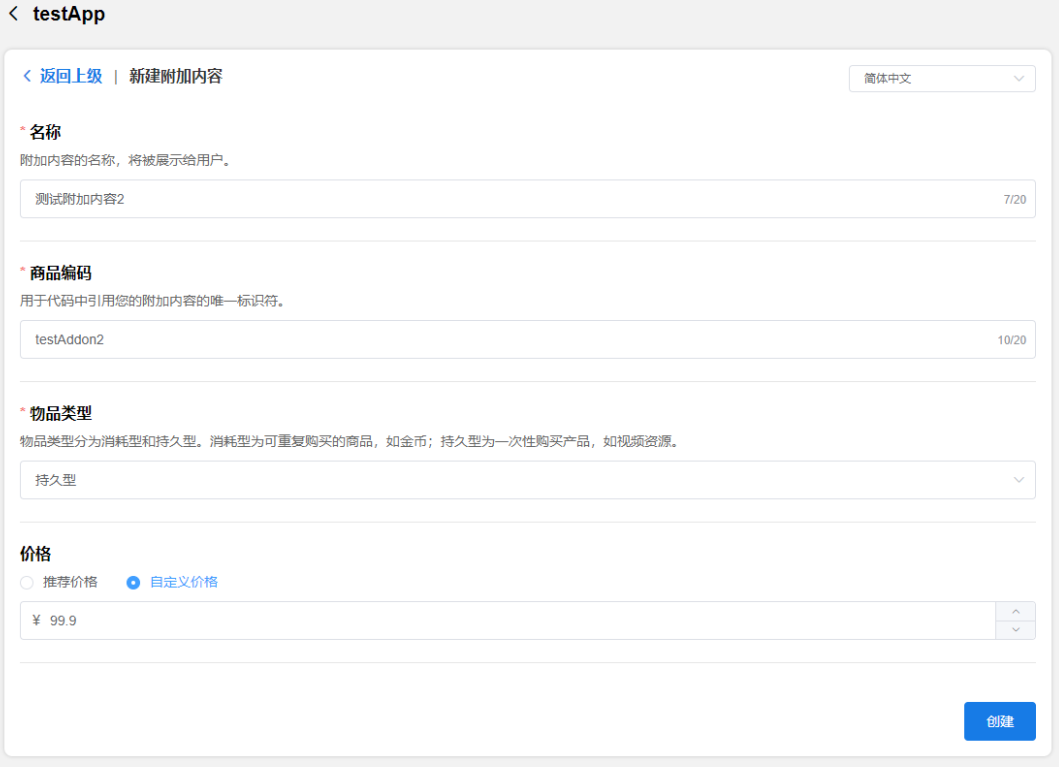 testApp
返回上级 | 新建附加内容
简体中文
* 名称
附加内容的名称，将被展示给用户。
测试附加内容2
7/20
* 商品编码
用于代码中引用您的附加内容的唯一标识符。
testAddon2
10/20
* 物品类型
物品类型分为消耗型和持久型。消耗型为可重复购买的商品，如金币；持久型为一次性购买产品，如视频资源。
持久型
价格
推荐价格 自定义价格
¥ 99.9
创建